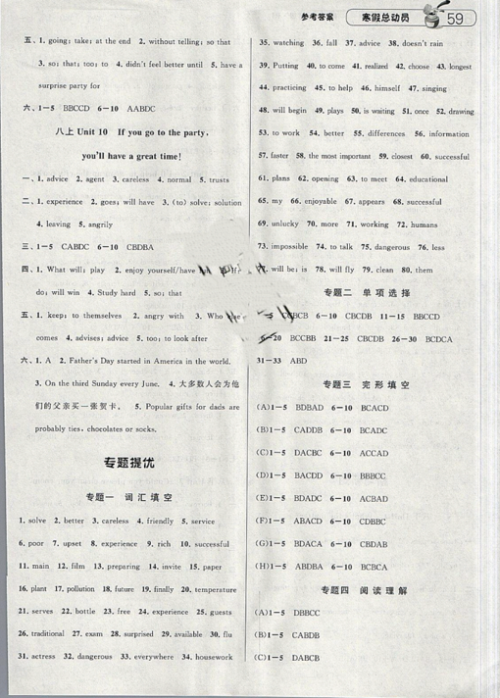 参考答案 寒假总动员 59
五、1. going; take; at the end 2. without telling; so that
3. so; that; too; to 4. didn't feel better until 5. have a
surprise party for
六、1-5 BBCCD 6-10 AABDC
八上 Unit 10 If you go to the party,
you'll have a great time!
一、1. advice 2. agent 3. careless 4. normal 5. trusts
二、1. experience 2. goes; will have 3. (to) solve; solution
4. leaving 5. angrily
三、1-5 CABDC 6-10 CBDBA
四、1. What will; play 2. enjoy yourself/have
do; will win 4. Study hard 5. so; that
五、1. keep; to themselves 2. angry with 3. Who
comes 4. advises; advice 5. too; to look after
六、1. A 2. Father's Day started in America in the world.
3. On the third Sunday every June. 4. 大多数人会为他
们的父亲买一张贺卡。 5. Popular gifts for dads are
probably ties, chocolates or socks.
专题提优
专题一 词汇填空
1. solve 2. better 3. careless 4. friendly 5. service
6. poor 7. upset 8. experience 9. rich 10. successful
11. main 12. film 13. preparing 14. invite 15. paper
16. plant 17. pollution 18. future 19. finally 20. temperature
21. serves 22. bottle 23. free 24. experience 25. use
26. traditional 27. exam 28. surprised 29. available 30. flu
31. actress 32. dangerous 33. everywhere 34. housework
35. watching 36. fall 37. advice 38. doesn't rain
39. Putting 40. to come 41. realized 42. choose 43. longest
44. practicing 45. to help 46. himself 47. singing
48. will begin 49. plays 50. is waiting 51. once 52. drawing
53. to work 54. better 55. differences 56. information
57. faster 58. the most important 59. closest 60. successful
61. plans 62. opening 63. to meet 64. educational
65. my 66. enjoyable 67. appears 68. successful
69. unlucky 70. more 71. working 72. humans
73. impossible 74. to talk 75. dangerous 76. less
will be; is 78. will fly 79. clean 80. them
专题二 单项选择
BCB 6-10 CBDCD 11-15 BBCCD
-20 BCCBB 21-25 CBCDB 26-30 BCDCA
31-33 ABD
专题三 完形填空
(A)1-5 BDBAD 6-10 BCACD
(B)1-5 CADDB 6-10 BCADC
(C)1-5 DACBC 6-10 ACCAD
(D)1-5 BACDD 6-10 BBBCC
(E)1-5 BDADC 6-10 ACBAD
(F)1-5 ABACD 6-10 CDBBC
(G)1-5 BDACA 6-10 CBDAB
(H)1-5 ABDBA 6-10 BCBCA
专题四 阅读理解
(A)1-5 DBBCC
(B)1-5 CABDB
(C)1-5 DABCB